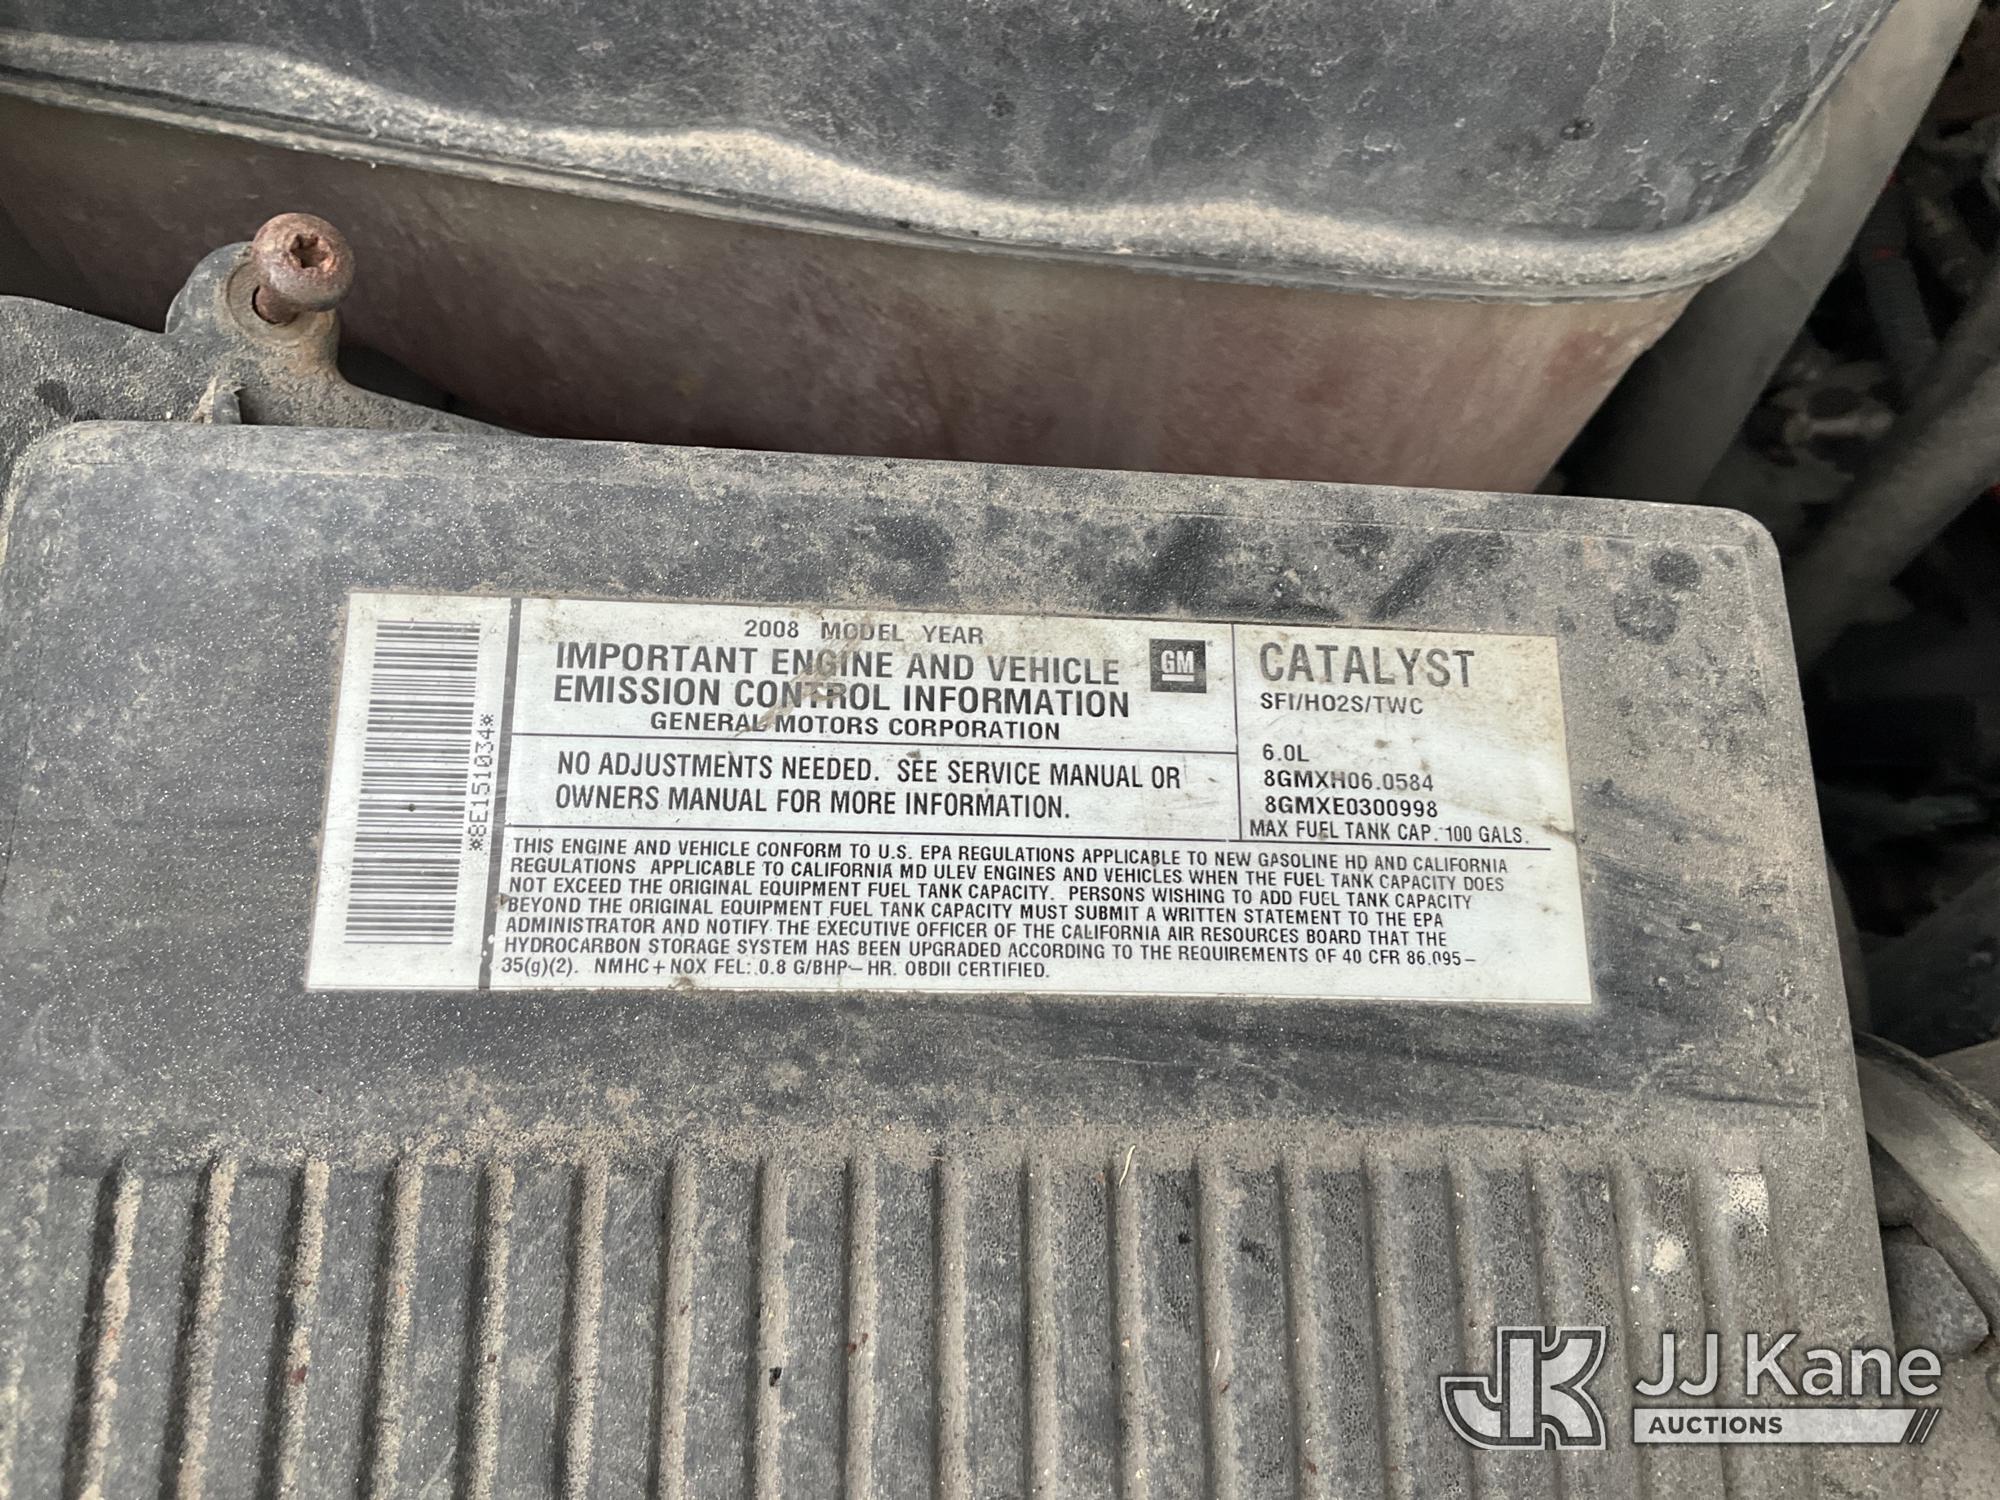 *8E151034*
2008 MODEL YEAR
IMPORTANT ENGINE AND VEHICLE
EMISSION CONTROL INFORMATION
GENERAL MOTORS CORPORATION
GM
NO ADJUSTMENTS NEEDED. SEE SERVICE MANUAL OR
OWNERS MANUAL FOR MORE INFORMATION.
CATALYST
SFI/HO2S/TWC
6.0L
8GMXH06.0584
8GMXE0300998
MAX FUEL TANK CAP. 100 GALS.
THIS ENGINE AND VEHICLE CONFORM TO U.S. EPA REGULATIONS APPLICABLE TO NEW GASOLINE HD AND CALIFORNIA
REGULATIONS APPLICABLE TO CALIFORNIA MD ULEV ENGINES AND VEHICLES WHEN THE FUEL TANK CAPACITY DOES
NOT EXCEED THE ORIGINAL EQUIPMENT FUEL TANK CAPACITY. PERSONS WISHING TO ADD FUEL TANK CAPACITY
BEYOND THE ORIGINAL EQUIPMENT FUEL TANK CAPACITY MUST SUBMIT A WRITTEN STATEMENT TO THE EPA
ADMINISTRATOR AND NOTIFY THE EXECUTIVE OFFICER OF THE CALIFORNIA AIR RESOURCES BOARD THAT THE
HYDROCARBON STORAGE SYSTEM HAS BEEN UPGRADED ACCORDING TO THE REQUIREMENTS OF 40 CFR 86.095-
35(g)(2). NMHC+NOX FEL: 0.8 G/BHP-HR. OBDII CERTIFIED.
JK JJ Kane
AUCTIONS